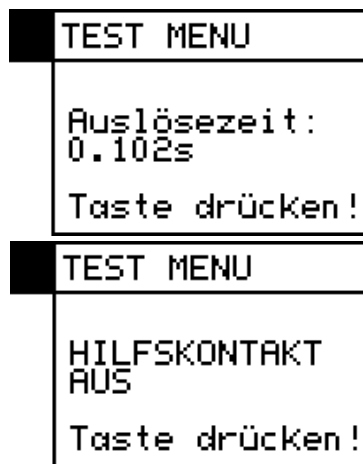 TEST MENU
Auslösezeit:
0.102s
Taste drücken!
TEST MENU
HILFSKONTAKT
AUS
Taste drücken!